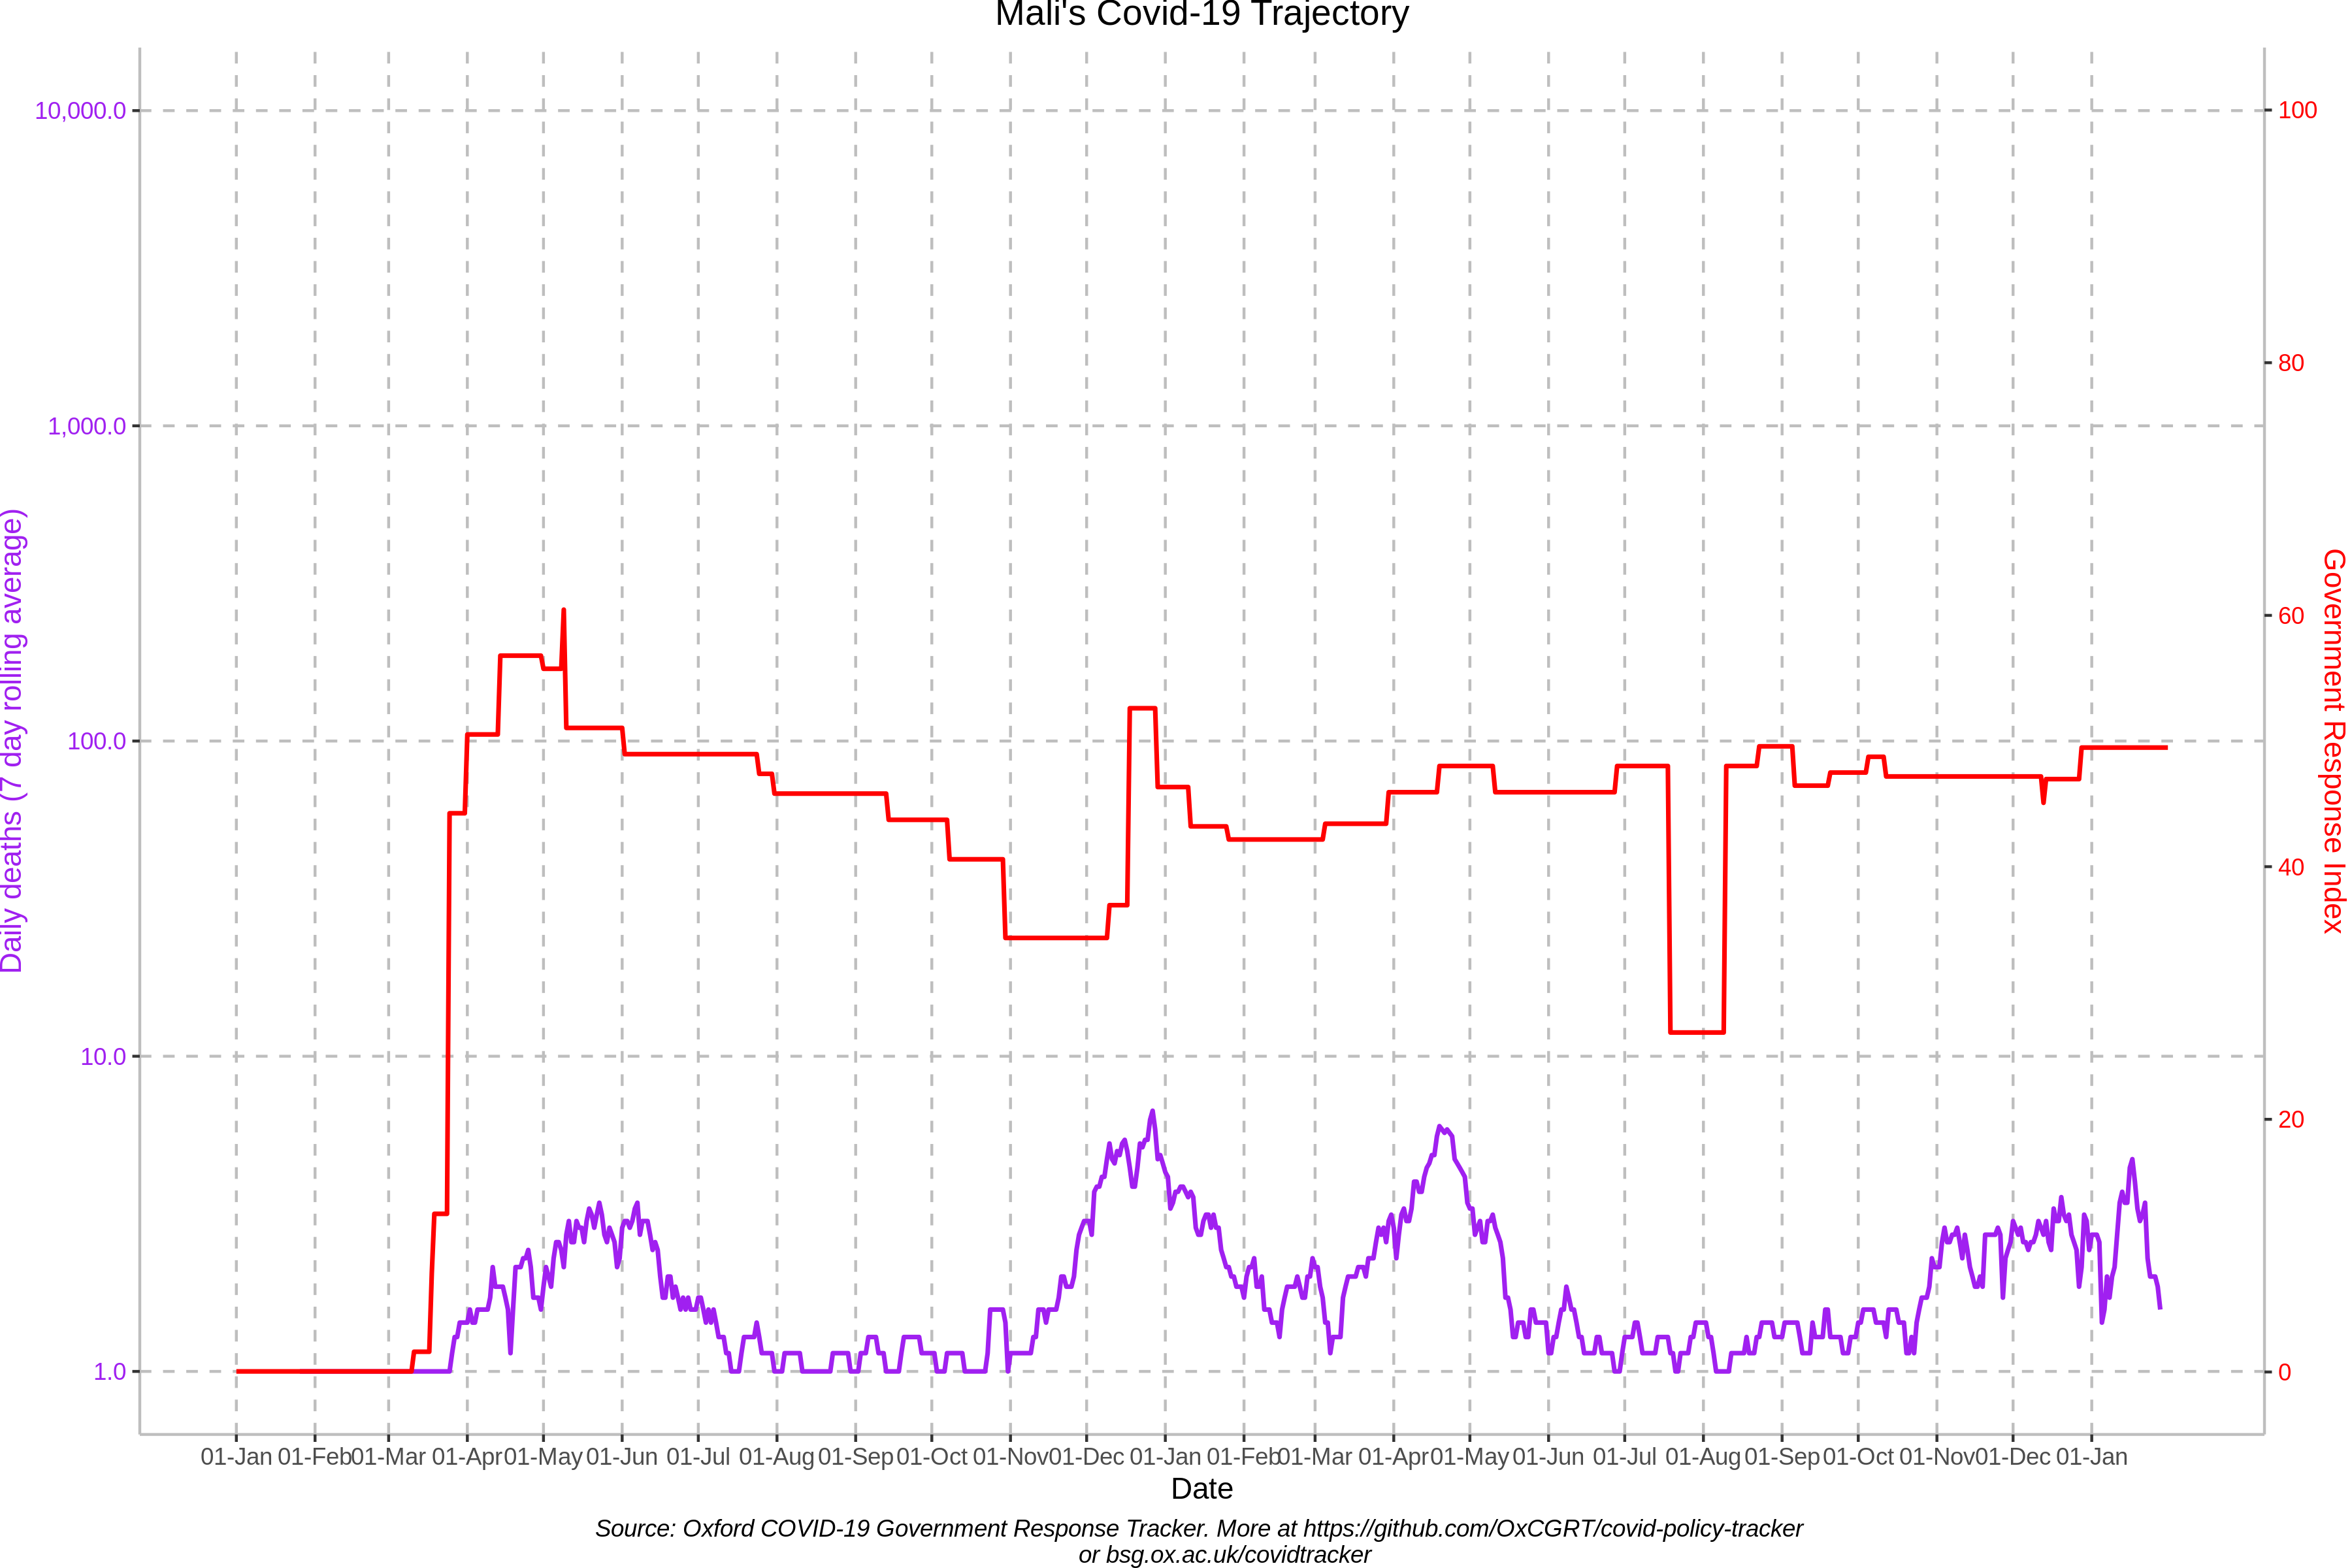 Mali's Covid-19 Trajectory
10,000.0
1,000.0
100.0
10.0
1.0
Daily deaths (7 day rolling average)
100
80
60
40
20
0
Government Response Index
01-Jan 01-Feb 01-Mar 01-Apr 01-May 01-Jun 01-Jul 01-Aug 01-Sep 01-Oct 01-Nov 01-Dec 01-Jan 01-Feb 01-Mar 01-Apr 01-May 01-Jun 01-Jul 01-Aug 01-Sep 01-Oct 01-Nov 01-Dec 01-Jan
Date
Source: Oxford COVID-19 Government Response Tracker. More at https://github.com/OxCGRT/covid-policy-tracker
or bsg.ox.ac.uk/covidtracker